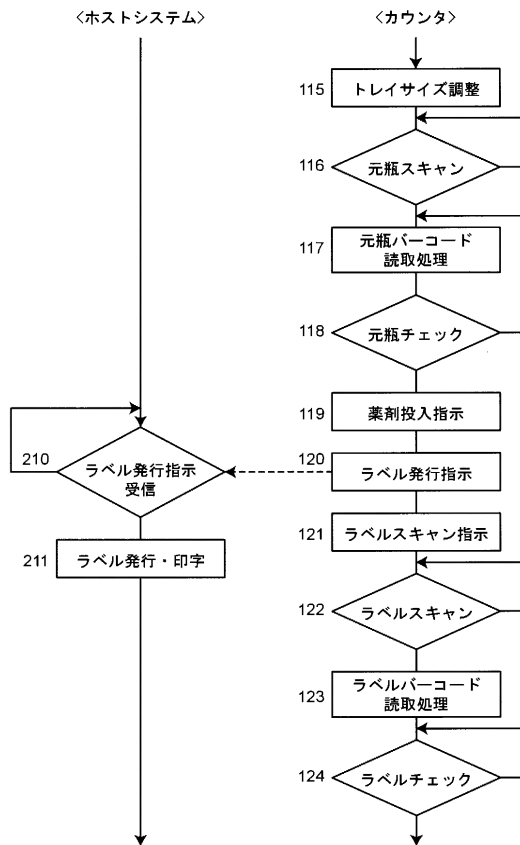 〈ホストシステム〉
〈カウンタ〉
115
トレイサイズ調整
116
元瓶スキャン
117
元瓶バーコード
読取処理
118
元瓶チェック
119
薬剤投入指示
210
ラベル発行指示
受信
120
ラベル発行指示
211
ラベル発行・印字
121
ラベルスキャン指示
122
ラベルスキャン
123
ラベルバーコード
読取処理
124
ラベルチェック